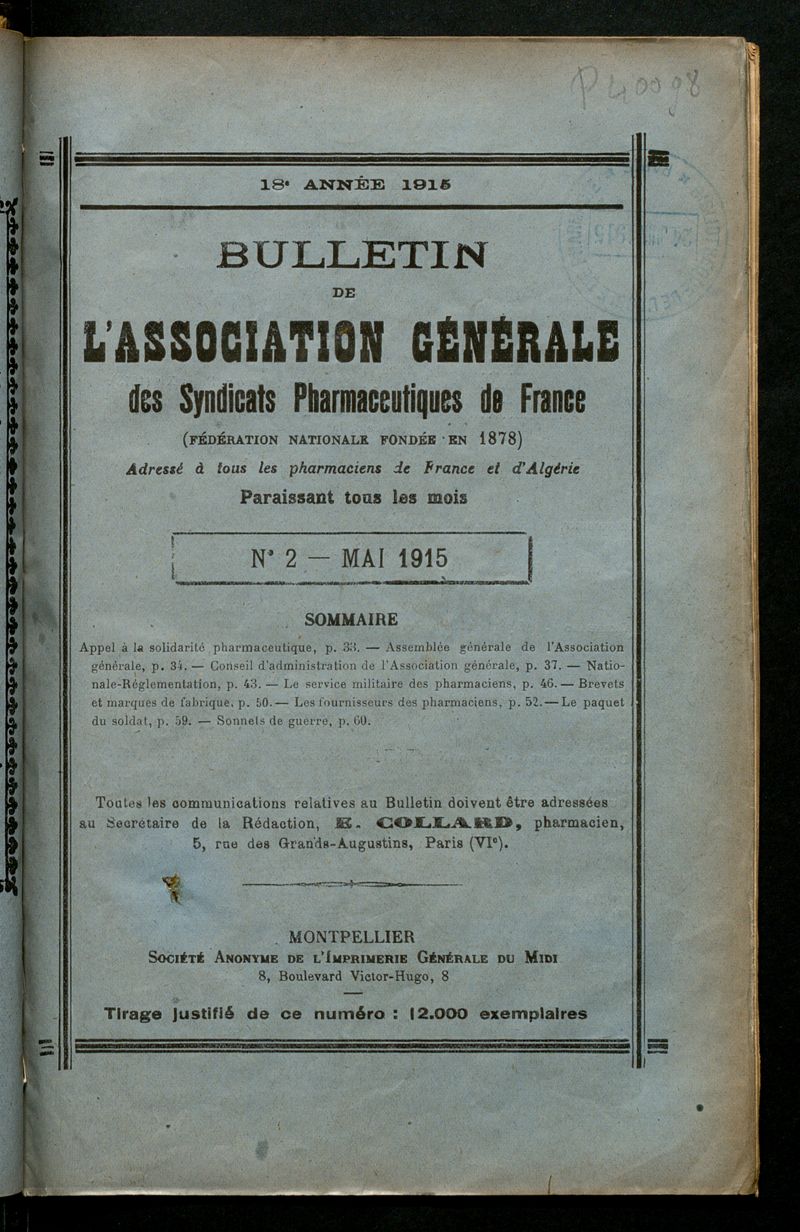 P 40098
18e ANNÉE 1915
BULLETIN
DE
L'ASSOCIATION GÉNÉRALE
des Syndicats Pharmaceutiques de France
(FÉDÉRATION NATIONALE FONDÉE EN 1878)
Adressé à tous les pharmaciens de France et d'Algérie
Paraissant tous les mois
N° 2 — MAI 1915
SOMMAIRE
Appel à la solidarité pharmaceutique, p. 33. — Assemblée générale de l'Association
générale, p. 34. — Conseil d'administration de l'Association générale, p. 37. — Natio-
nale-Réglementation, p. 43. — Le service militaire des pharmaciens, p. 46. — Brevets
et marques de fabrique, p. 50. — Les fournisseurs des pharmaciens, p. 52. — Le paquet
du soldat, p. 59. — Sonnets de guerre, p. 60.
Toutes les communications relatives au Bulletin doivent être adressées
au Secrétaire de la Rédaction, E. COLLARD, pharmacien,
5, rue des Grands-Augustins, Paris (VIe).
MONTPELLIER
SOCIÉTÉ ANONYME DE L'IMPRIMERIE GÉNÉRALE DU MIDI
8, Boulevard Victor-Hugo, 8
Tirage justifié de ce numéro : 12.000 exemplaires